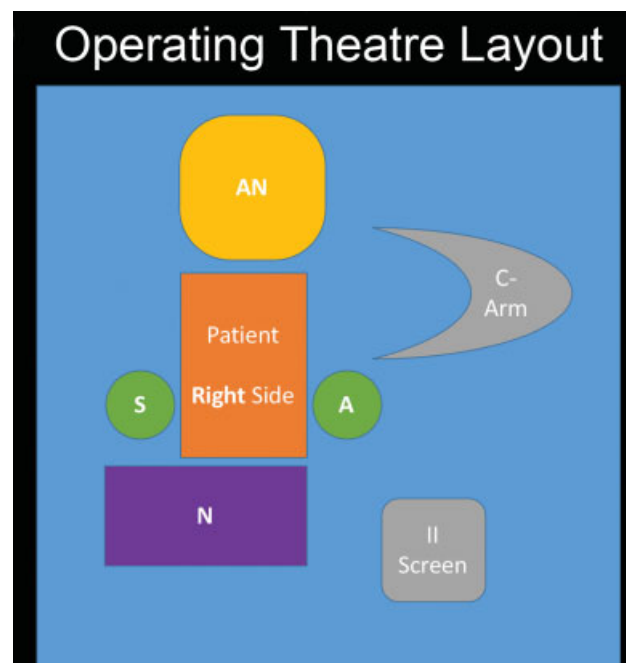 Operating Theatre Layout
AN
C-
Arm
Patient
Right Side
S
A
N
II
Screen